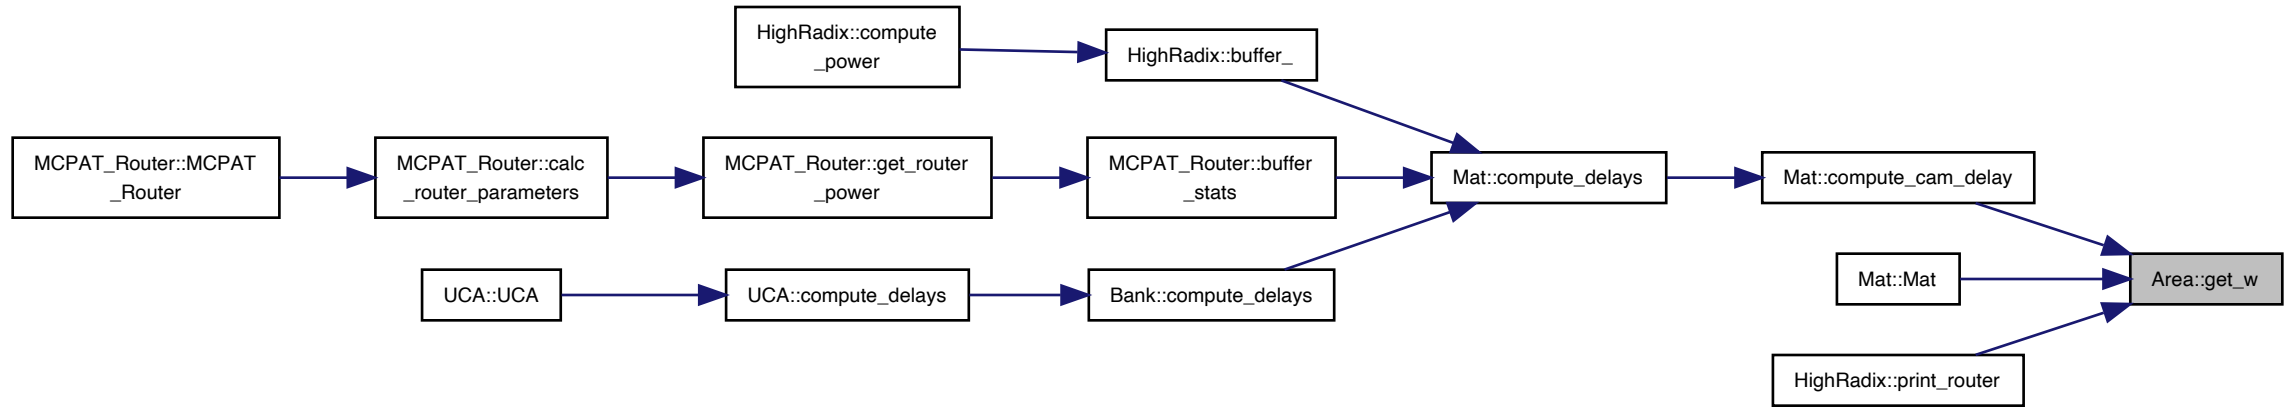 HighRadix::compute
_power
HighRadix::buffer_
MCPAT_Router::MCPAT
_Router
MCPAT_Router::calc
_router_parameters
MCPAT_Router::get_router
_power
MCPAT_Router::buffer
_stats
Mat::compute_delays
Mat::compute_cam_delay
UCA::UCA
UCA::compute_delays
Bank::compute_delays
Mat::Mat
Area::get_w
HighRadix::print_router